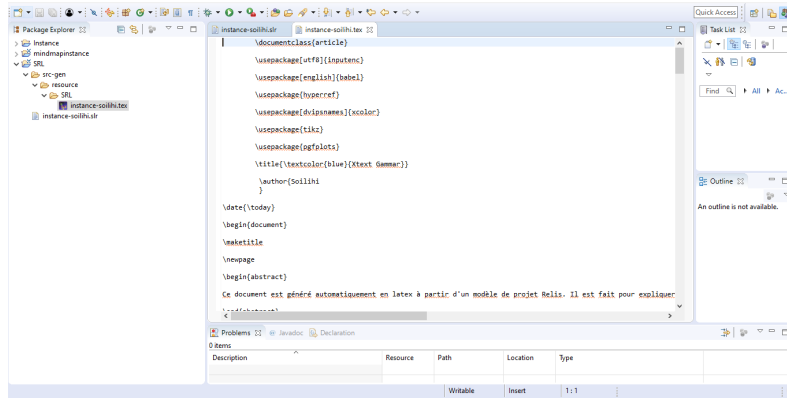 Quick Access
Package Explorer
Instance
mindmapinstance
SRL
src-gen
resource
SRL
instance-soilihi.tex
instance-soilihi.slr
instance-soilihi.slr
instance-soilihi.tex
\documentclass{article}
\usepackage[utf8]{inputenc}
\usepackage[english]{babel}
\usepackage{hyperref}
\usepackage[dvipsnames]{xcolor}
\usepackage{tikz}
\usepackage{pgfplots}
\title{\textcolor{blue}{Xtext Gammar}}
\author{Soilihi
}
\date{\today}
\begin{document}
\maketitle
\newpage
\begin{abstract}
Ce document est généré automatiquement en latex à partir d'un modèle de projet Relis. Il est fait pour expliquer
\end{abstract}
Task List
Find
All
Ac...
Outline
An outline is not available.
Problems
Javadoc
Declaration
0 items
Description Resource Path Location Type
Writable Insert 1 : 1